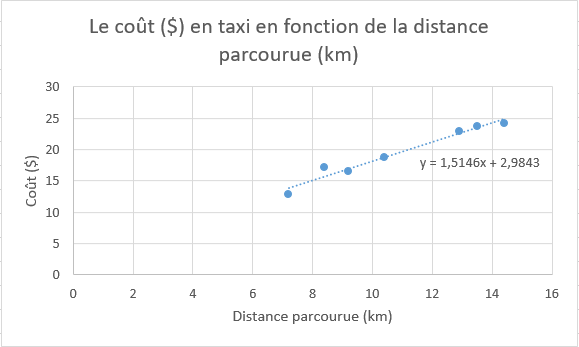 Le coût ($) en taxi en fonction de la distance
parcourue (km)
30
25
20
15
10
5
0
y = 1,5146x + 2,9843
Coût ($)
0 2 4 6 8 10 12 14 16
Distance parcourue (km)